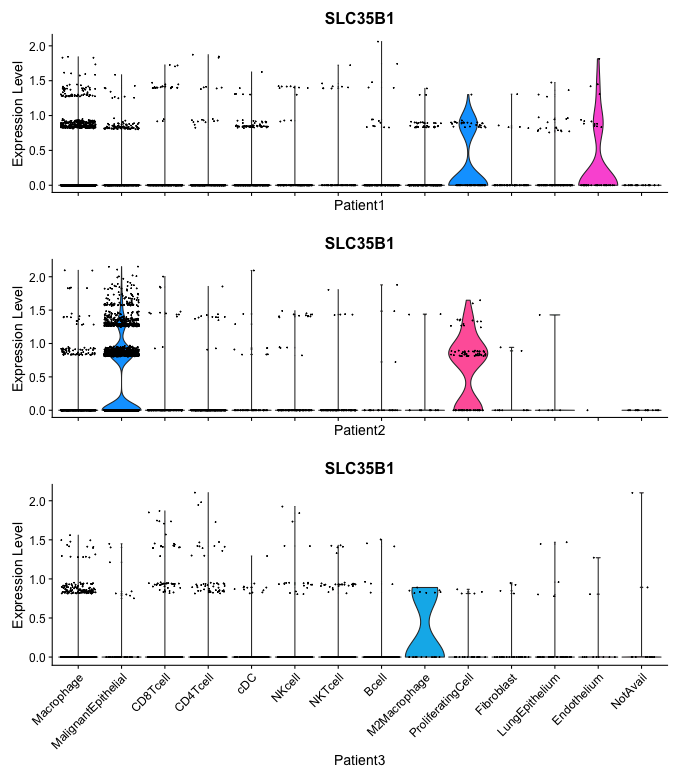 SLC35B1
Expression Level
2.0
1.5
1.0
0.5
0.0
Patient1
SLC35B1
Expression Level
2.0
1.5
1.0
0.5
0.0
Patient2
SLC35B1
Expression Level
2.0
1.5
1.0
0.5
0.0
Macrophage
MalignantEpithelial
CD8Tcell
CD4Tcell
cDC
NKcell
NKTcell
Bcell
M2Macrophage
ProliferatingCell
Fibroblast
LungEpithelium
Endothelium
NotAvail
Patient3